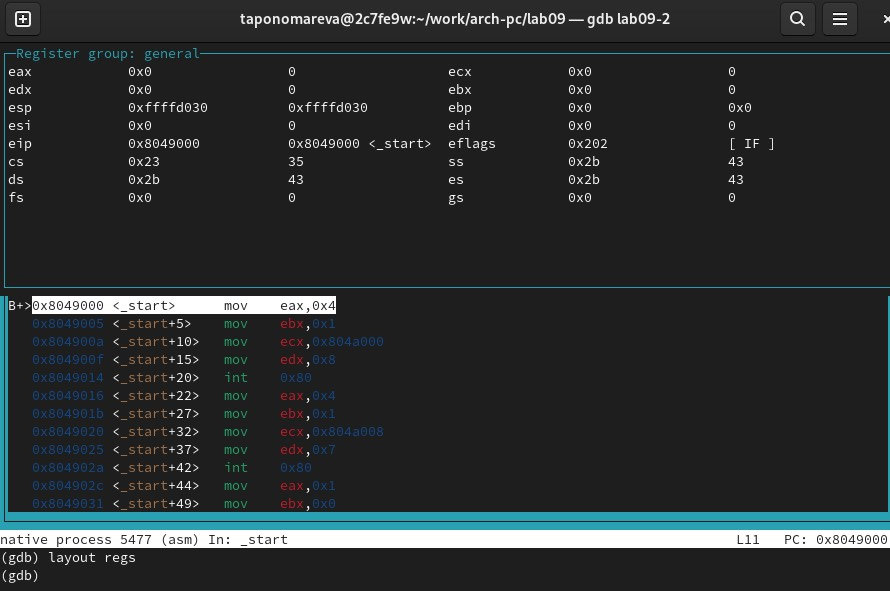 taponomareva@2c7fe9w:~/work/arch-pc/lab09 — gdb lab09-2
Register group: general
eax 0x0 0 ecx 0x0 0
edx 0x0 0 ebx 0x0 0
esp 0xffffd030 0xffffd030 ebp 0x0 0x0
esi 0x0 0 edi 0x0 0
eip 0x8049000 0x8049000 <_start> eflags 0x202 [ IF ]
cs 0x23 35 ss 0x2b 43
ds 0x2b 43 es 0x2b 43
fs 0x0 0 gs 0x0 0
B+>0x8049000 <_start> mov eax,0x4
0x8049005 <_start+5> mov ebx,0x1
0x804900a <_start+10> mov ecx,0x804a000
0x804900f <_start+15> mov edx,0x8
0x8049014 <_start+20> int 0x80
0x8049016 <_start+22> mov eax,0x4
0x804901b <_start+27> mov ebx,0x1
0x8049020 <_start+32> mov ecx,0x804a008
0x8049025 <_start+37> mov edx,0x7
0x804902a <_start+42> int 0x80
0x804902c <_start+44> mov eax,0x1
0x8049031 <_start+49> mov ebx,0x0
native process 5477 (asm) In: _start L11 PC: 0x8049000
(gdb) layout regs
(gdb)